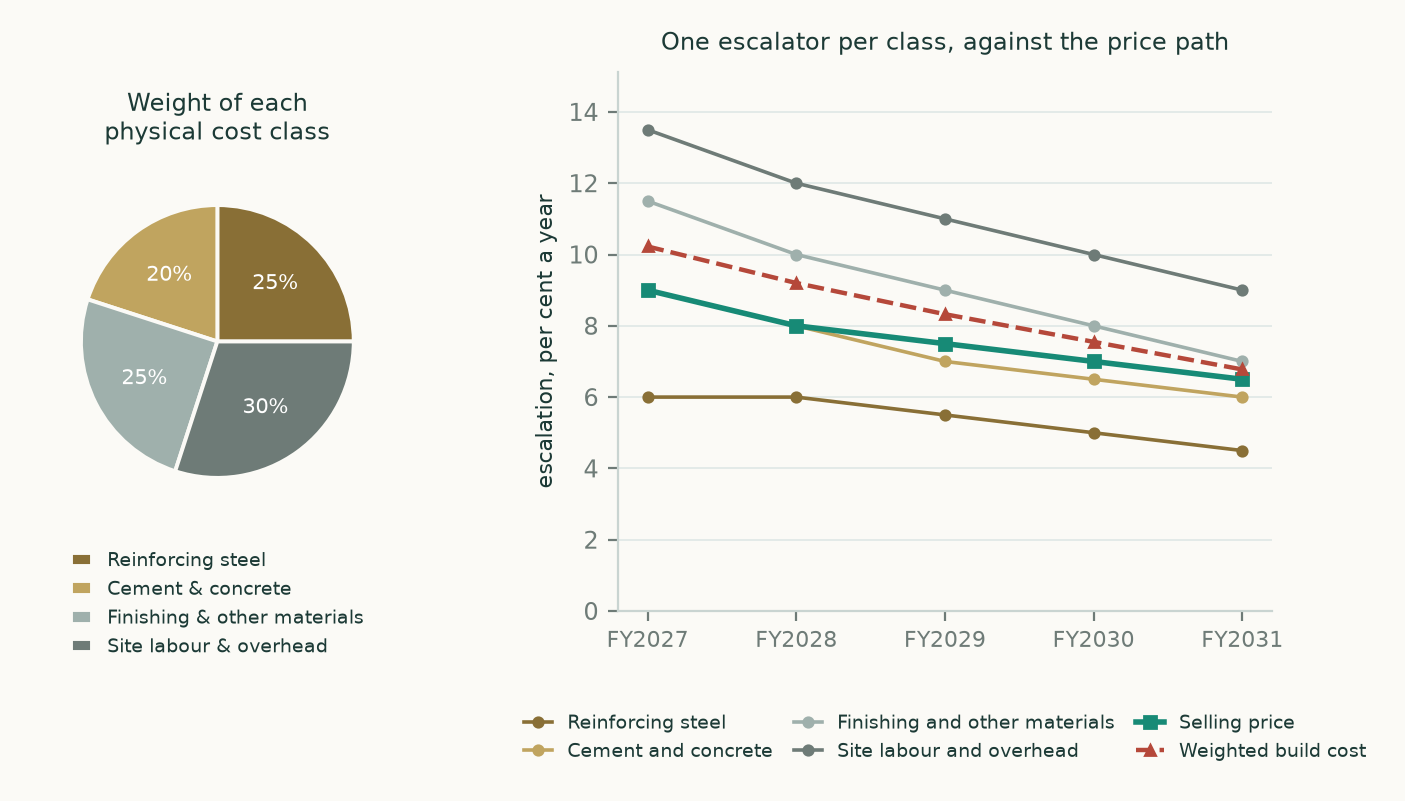 Weight of each
physical cost class
20%
25%
25%
30%
Reinforcing steel
Cement & concrete
Finishing & other materials
Site labour & overhead
One escalator per class, against the price path
escalation, per cent a year
14
12
10
8
6
4
2
0
FY2027
FY2028
FY2029
FY2030
FY2031
Reinforcing steel
Cement and concrete
Finishing and other materials
Site labour and overhead
Selling price
Weighted build cost